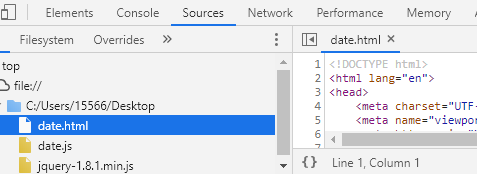 Elements Console Sources Network Performance
Filesystem Overrides
date.html
top
file://
C:/Users/15566/Desktop
date.html
date.js
jquery-1.8.1.min.js
1 <!DOCTYPE html>
2 <html lang="en">
3 <head>
4 <meta charset="UTF-
5 <meta name="viewpor
6
{} Line 1, Column 1